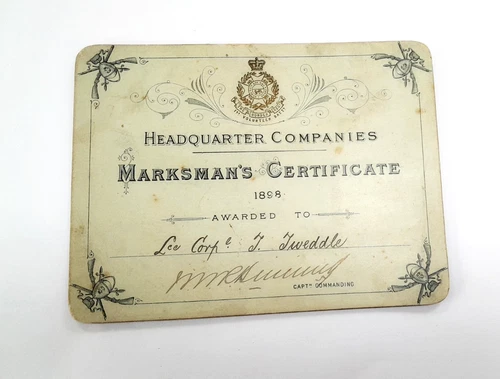 HEADQUARTER COMPANIES
MARKSMAN'S CERTIFICATE
1898
AWARDED TO
Lce Corpl T. Tweddle
CAPTN COMMANDING